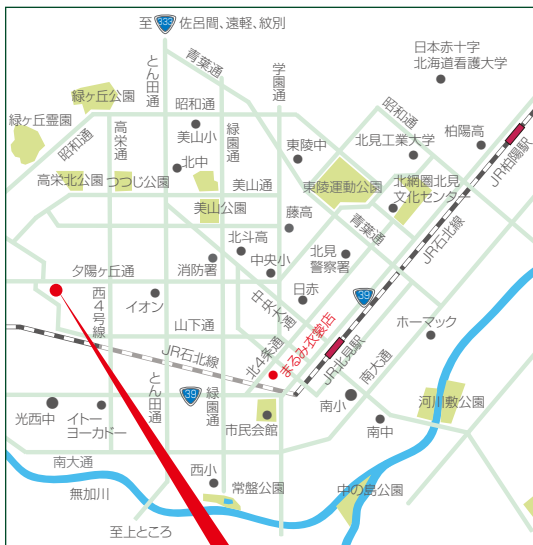 至
333
佐呂間、遠軽、紋別
日本赤十字
北海道看護大学
とん田通
青葉通
学園通
緑ヶ丘公園
昭和通
昭和通
緑ヶ丘霊園
昭和通
高栄通
美山小
緑園通
北見工業大学
柏陽高
JR柏陽駅
東陵中
北中
高栄北公園
つつじ公園
美山通
東陵運動公園
北網圏北見
文化センター
美山公園
藤高
青葉通
JR石北線
北斗高
北見
警察署
夕陽ヶ丘通
消防署
中央小
西4号線
イオン
日赤
39
中央大通
山下通
ホーマック
JR石北線
北4条通
まるみ衣裳店
JR北見駅
南大通
とん田通
39
緑園通
南小
河川敷公園
光西中
イトー
ヨーカドー
市民会館
南中
南大通
西小
無加川
常盤公園
中の島公園
至上ところ